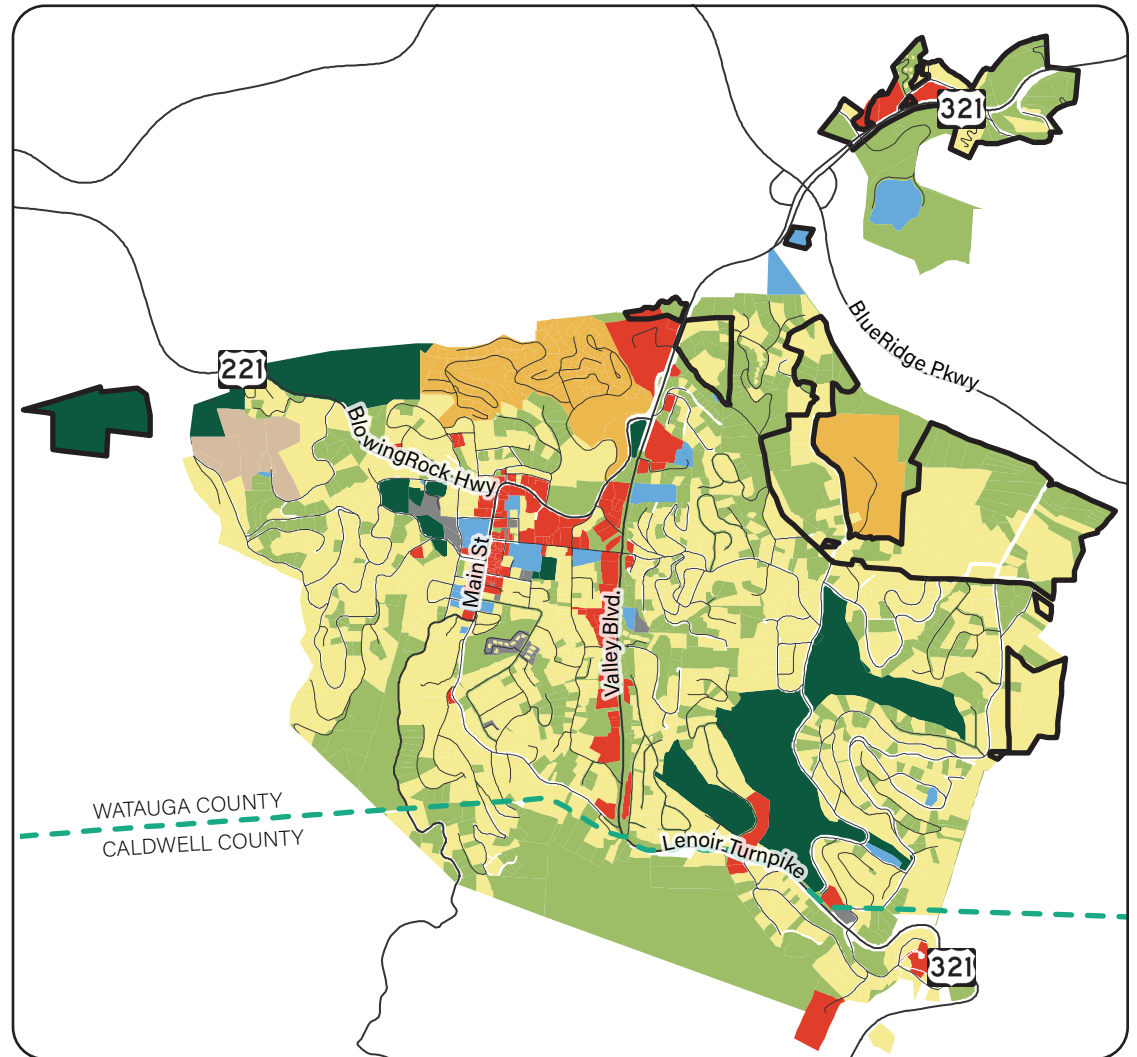 321
BlueRidge Pkwy
221
BlowingRock Hwy
Main St
Valley Blvd.
WATAUGA COUNTY
CALDWELL COUNTY
Lenoir Turnpike
321